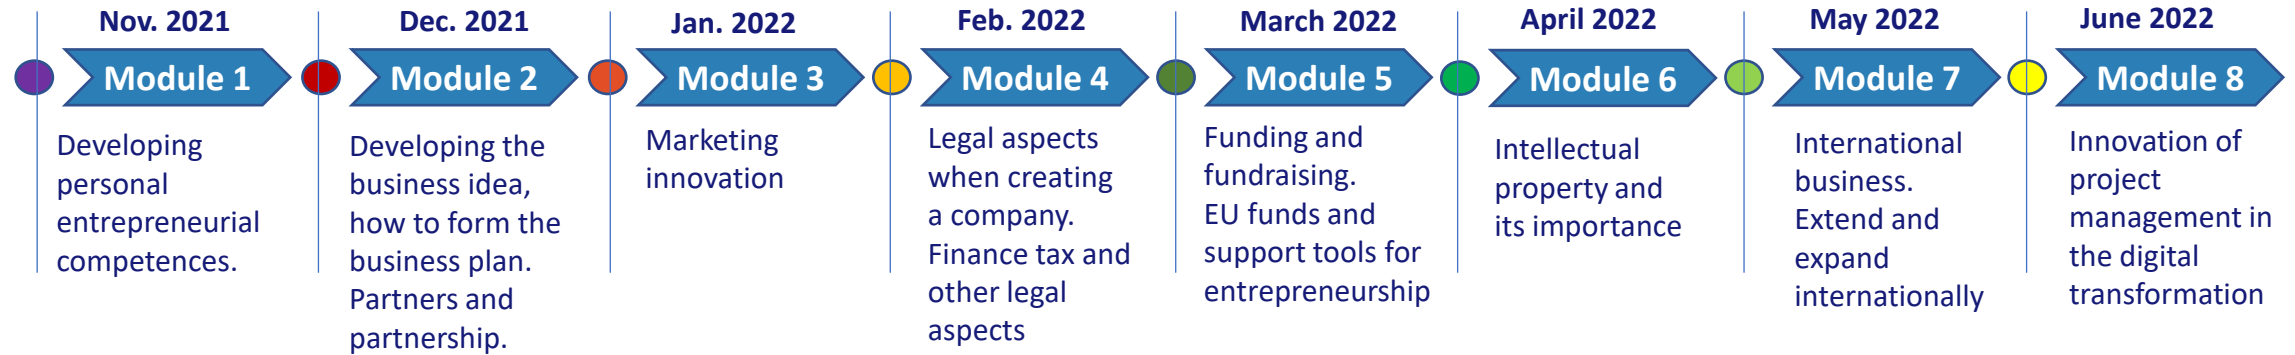 Nov. 2021
Module 1
Developing
personal
entrepreneurial
competences.
Dec. 2021
Module 2
Developing the
business idea,
how to form the
business plan.
Partners and
partnership.
Jan. 2022
Module 3
Marketing
innovation
Feb. 2022
Module 4
Legal aspects
when creating
a company.
Finance tax and
other legal
aspects
March 2022
Module 5
Funding and
fundraising.
EU funds and
support tools for
entrepreneurship
April 2022
Module 6
Intellectual
property and
its importance
May 2022
Module 7
International
business.
Extend and
expand
internationally
June 2022
Module 8
Innovation of
project
management in
the digital
transformation